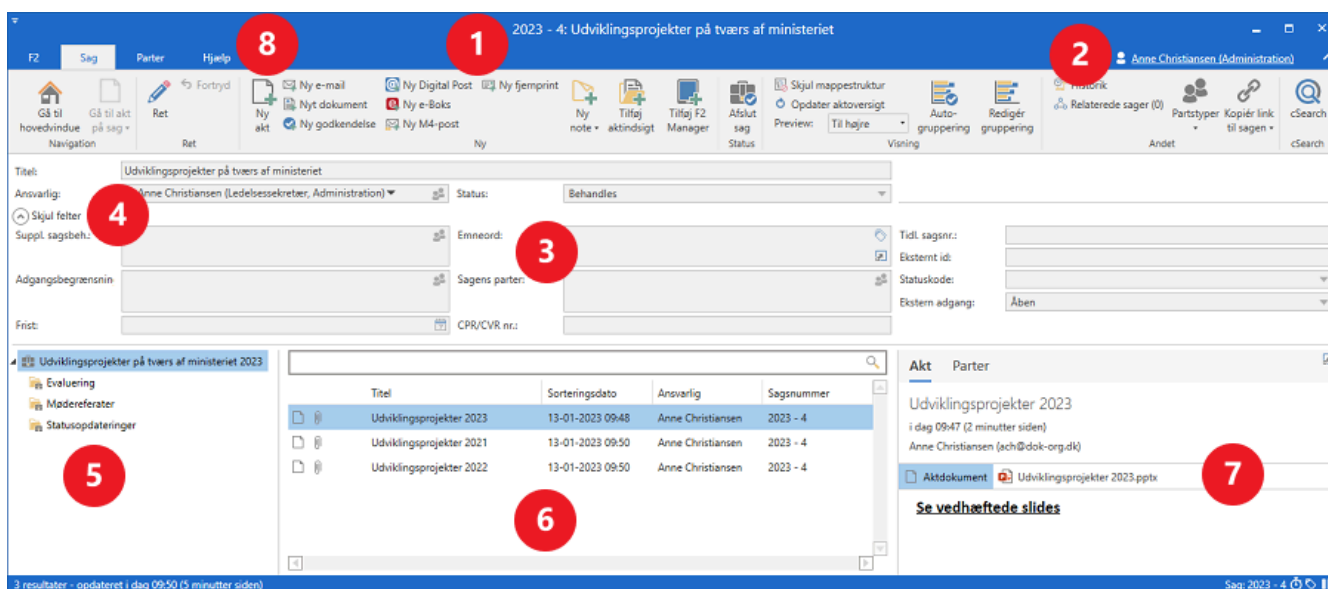 2023 - 4: Udviklingsprojekter på tværs af ministeriet
8
1
2
F2 Sag Parter Hjælp
Anne Christiansen (Administration)
Gå til hovedvindue
Gå til akt på sag
Navigation
Ret
Fortryd
Ret
Ny akt
Ny e-mail
Nyt dokument
Ny godkendelse
Ny Digital Post
Ny e-Boks
Ny M4-post
Ny fjernprint
Ny note
Tilføj aktindsigt
Tilføj F2 Manager
Ny
Afslut sag
Status
Skjul mappestruktur
Opdater aktoversigt
Preview: Til højre
Auto-gruppering
Redigér gruppering
Visning
Historik
Relaterede sager (0)
Partstyper
Kopiér link til sagen
Andet
cSearch
cSearch
Titel: Udviklingsprojekter på tværs af ministeriet
Ansvarlig: Anne Christiansen (Ledelsessekretær, Administration) Status: Behandles
4
Skjul felter
Suppl. sagsbeh.: Emneord: Tidl. sagsnr.:
3
Eksternt id:
Adgangsbegrænsnin Sagens parter: Statuskode:
Ekstern adgang: Åben
Frist: CPR/CVR nr.:
Udviklingsprojekter på tværs af ministeriet 2023
Evaluering
Mødereferater
Statusopdateringer
5
Titel Sorteringsdato Ansvarlig Sagsnummer
Udviklingsprojekter 2023 13-01-2023 09:48 Anne Christiansen 2023 - 4
Udviklingsprojekter 2021 13-01-2023 09:50 Anne Christiansen 2023 - 4
Udviklingsprojekter 2022 13-01-2023 09:50 Anne Christiansen 2023 - 4
6
Akt Parter
Udviklingsprojekter 2023
i dag 09:47 (2 minutter siden)
Anne Christiansen (ach@dok-org.dk)
Aktdokument Udviklingsprojekter 2023.pptx
7
Se vedhæftede slides
3 resultater - opdateret i dag 09:50 (5 minutter siden)
Sag: 2023 - 4